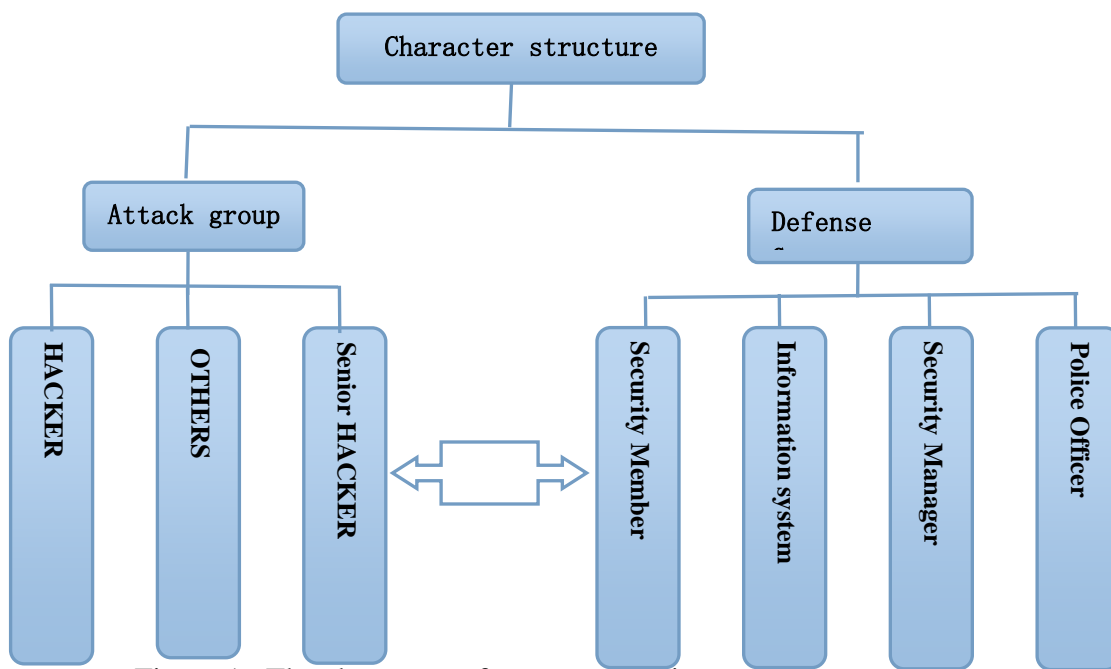 Character structure
Attack group
Defense
HACKER
OTHERS
Senior HACKER
Security Member
Information system
Security Manager
Police Officer